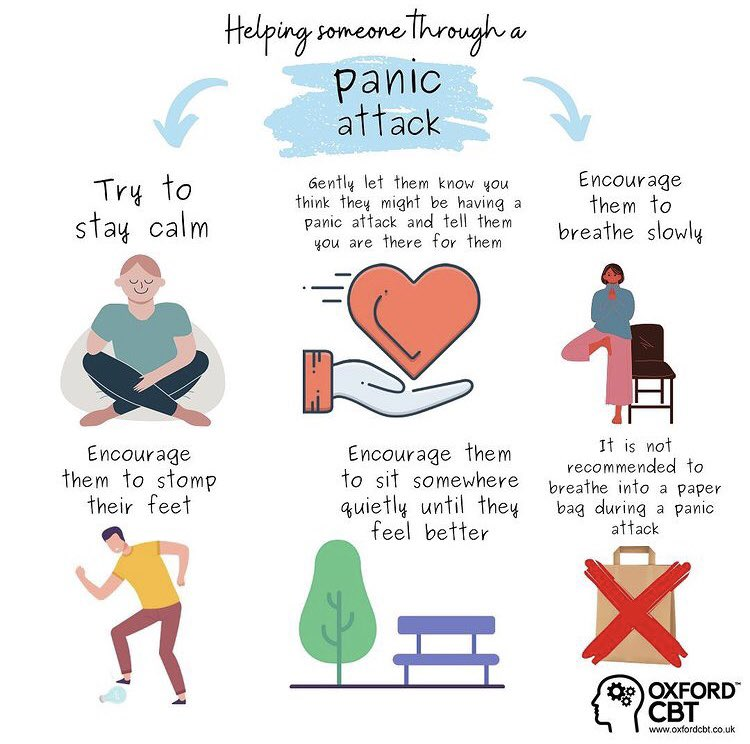 Helping someone through a
panic
attack
Try to
stay calm
Gently let them know you
think they might be having a
panic attack and tell them
you are there for them
Encourage
them to
breathe slowly
Encourage
them to stomp
their feet
Encourage them
to sit somewhere
quietly until they
feel better
It is not
recommended to
breathe into a paper
bag during a panic
attack
OXFORD™
CBT
www.oxfordcbt.co.uk